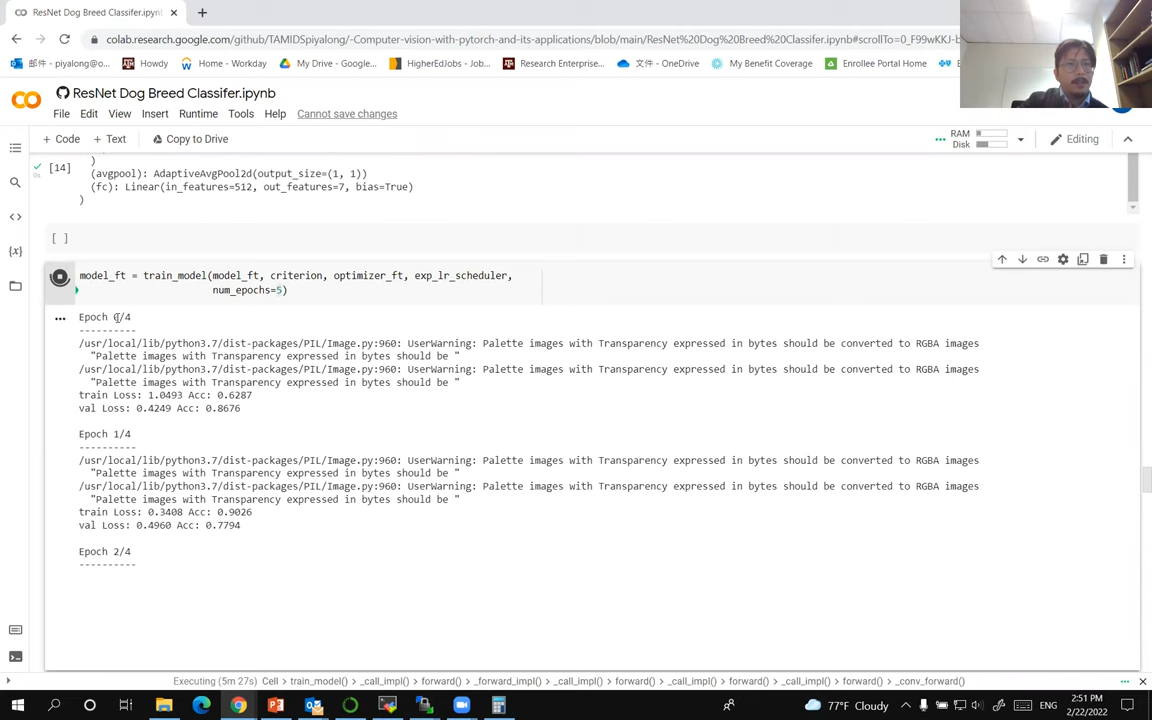 ResNet Dog Breed Classifer.ipynb
colab.research.google.com/github/TAMIDSpiyalong/-Computer-vision-with-pytorch-and-its-applications/blob/main/ResNet%20Dog%20Breed%20Classifer.ipynb#scrollTo=0_F99wKKJ-b
邮件 - piyalong@o...
Howdy
Home - Workday
My Drive - Google...
HigherEdJobs - Job...
Research Enterprise...
文件 - OneDrive
My Benefit Coverage
Enrollee Portal Home
ResNet Dog Breed Classifer.ipynb
File Edit View Insert Runtime Tools Help Cannot save changes
+ Code + Text Copy to Drive
RAM
Disk
Editing
)
[14] (avgpool): AdaptiveAvgPool2d(output_size=(1, 1))
(fc): Linear(in_features=512, out_features=7, bias=True)
)
[ ]
model_ft = train_model(model_ft, criterion, optimizer_ft, exp_lr_scheduler,
num_epochs=5)
Epoch 0/4
----------
/usr/local/lib/python3.7/dist-packages/PIL/Image.py:960: UserWarning: Palette images with Transparency expressed in bytes should be converted to RGBA images
"Palette images with Transparency expressed in bytes should be "
/usr/local/lib/python3.7/dist-packages/PIL/Image.py:960: UserWarning: Palette images with Transparency expressed in bytes should be converted to RGBA images
"Palette images with Transparency expressed in bytes should be "
train Loss: 1.0493 Acc: 0.6287
val Loss: 0.4249 Acc: 0.8676
Epoch 1/4
----------
/usr/local/lib/python3.7/dist-packages/PIL/Image.py:960: UserWarning: Palette images with Transparency expressed in bytes should be converted to RGBA images
"Palette images with Transparency expressed in bytes should be "
/usr/local/lib/python3.7/dist-packages/PIL/Image.py:960: UserWarning: Palette images with Transparency expressed in bytes should be converted to RGBA images
"Palette images with Transparency expressed in bytes should be "
train Loss: 0.3408 Acc: 0.9026
val Loss: 0.4960 Acc: 0.7794
Epoch 2/4
----------
Executing (5m 27s) Cell > train_model() > _call_impl() > forward() > _forward_impl() > _call_impl() > forward() > _call_impl() > forward() > _call_impl() > forward() > _conv_forward()
77°F Cloudy
ENG
2:51 PM
2/22/2022